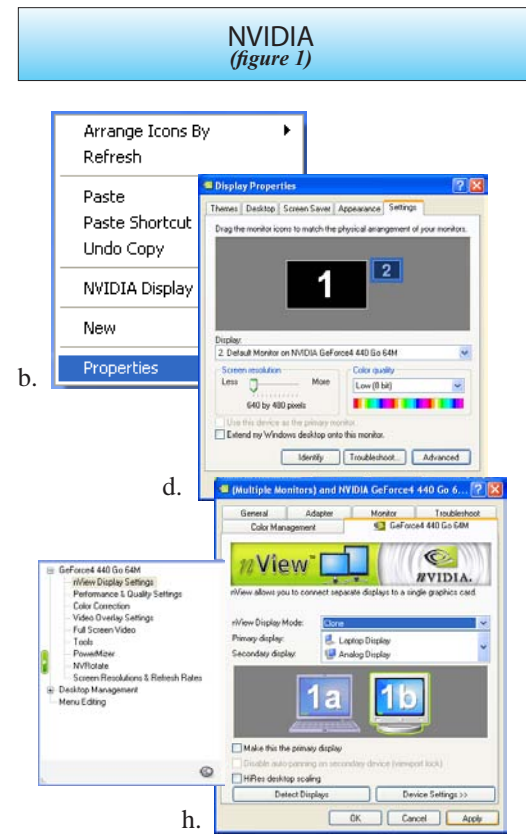 NVIDIA
(figure 1)
Arrange Icons By
Refresh
Paste
Paste Shortcut
Undo Copy
NVIDIA Display
New
Properties
b.
Display Properties
Themes Desktop Screen Saver Appearance Settings
Drag the monitor icons to match the physical arrangement of your monitors.
1 2
Display:
2. Default Monitor on NVIDIA GeForce4 440 Go 64M
Screen resolution
Less More
640 by 480 pixels
Color quality
Low (8 bit)
Use this device as the primary monitor.
Extend my Windows desktop onto this monitor.
Identify Troubleshoot... Advanced
d.
(Multiple Monitors) and NVIDIA GeForce4 440 Go 6...
General Adapter Monitor Troubleshoot
Color Management GeForce4 440 Go 64M
nView NVIDIA.
nView allows you to connect separate displays to a single graphics card.
nView Display Mode: Clone
Primary display: Laptop Display
Secondary display: Analog Display
1a 1b
Make this the primary display
Disable auto-panning on secondary device (viewport lock)
HiRes desktop scaling
Detect Displays Device Settings >>
OK Cancel Apply
GeForce4 440 Go 64M
nView Display Settings
Performance & Quality Settings
Color Correction
Video Overlay Settings
Full Screen Video
Tools
PowerMizer
NVRotate
Screen Resolutions & Refresh Rates
Desktop Management
Menu Editing
h.